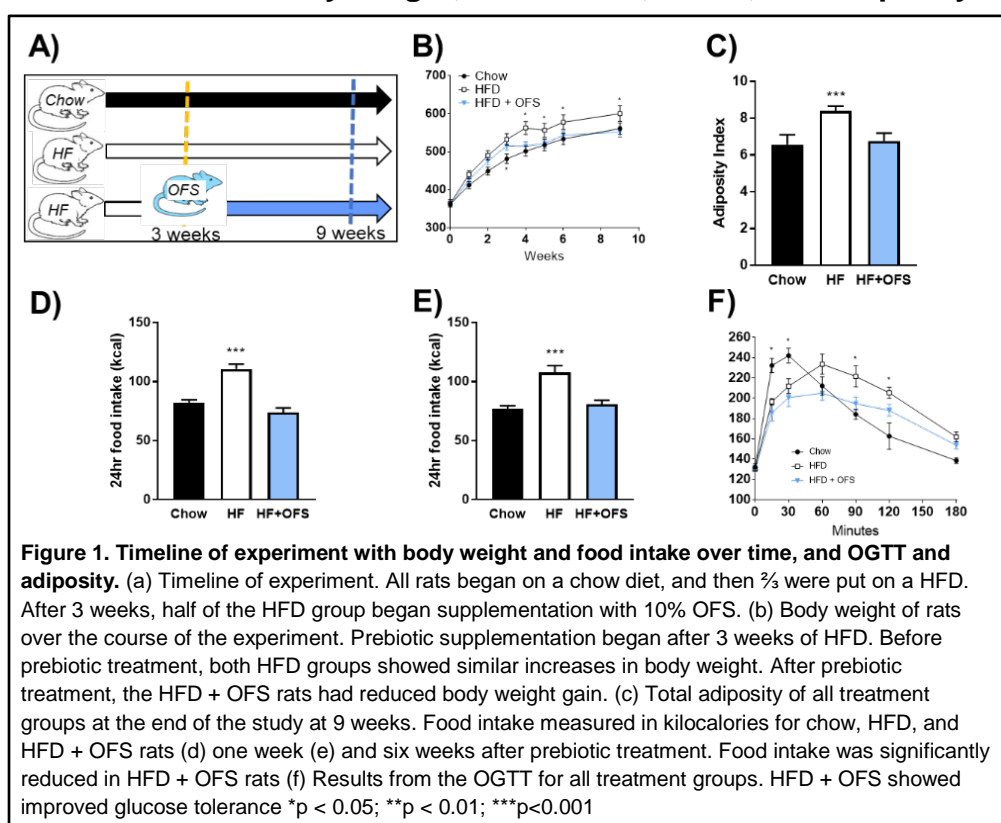 A)
Chow
HF
HF
OFS
3 weeks
9 weeks
B)
700
600
500
400
300
Chow
HFD
HFD + OFS
*
*
*
*
*
0 2 4 6 8 10
Weeks
C)
Adiposity Index
10
8
6
4
2
0
***
Chow HF HF+OFS
D)
24hr food intake (kcal)
150
100
50
0
***
Chow HF HF+OFS
E)
24hr food intake (kcal)
150
100
50
0
***
Chow HF HF+OFS
F)
260
240
220
200
180
160
140
120
100
* * * *
Chow
HFD
HFD + OFS
0 30 60 90 120 150 180
Minutes
Figure 1. Timeline of experiment with body weight and food intake over time, and OGTT and
adiposity. (a) Timeline of experiment. All rats began on a chow diet, and then ⅔ were put on a HFD.
After 3 weeks, half of the HFD group began supplementation with 10% OFS. (b) Body weight of rats
over the course of the experiment. Prebiotic supplementation began after 3 weeks of HFD. Before
prebiotic treatment, both HFD groups showed similar increases in body weight. After prebiotic
treatment, the HFD + OFS rats had reduced body weight gain. (c) Total adiposity of all treatment
groups at the end of the study at 9 weeks. Food intake measured in kilocalories for chow, HFD, and
HFD + OFS rats (d) one week (e) and six weeks after prebiotic treatment. Food intake was significantly
reduced in HFD + OFS rats (f) Results from the OGTT for all treatment groups. HFD + OFS showed
improved glucose tolerance *p < 0.05; **p < 0.01; ***p<0.001